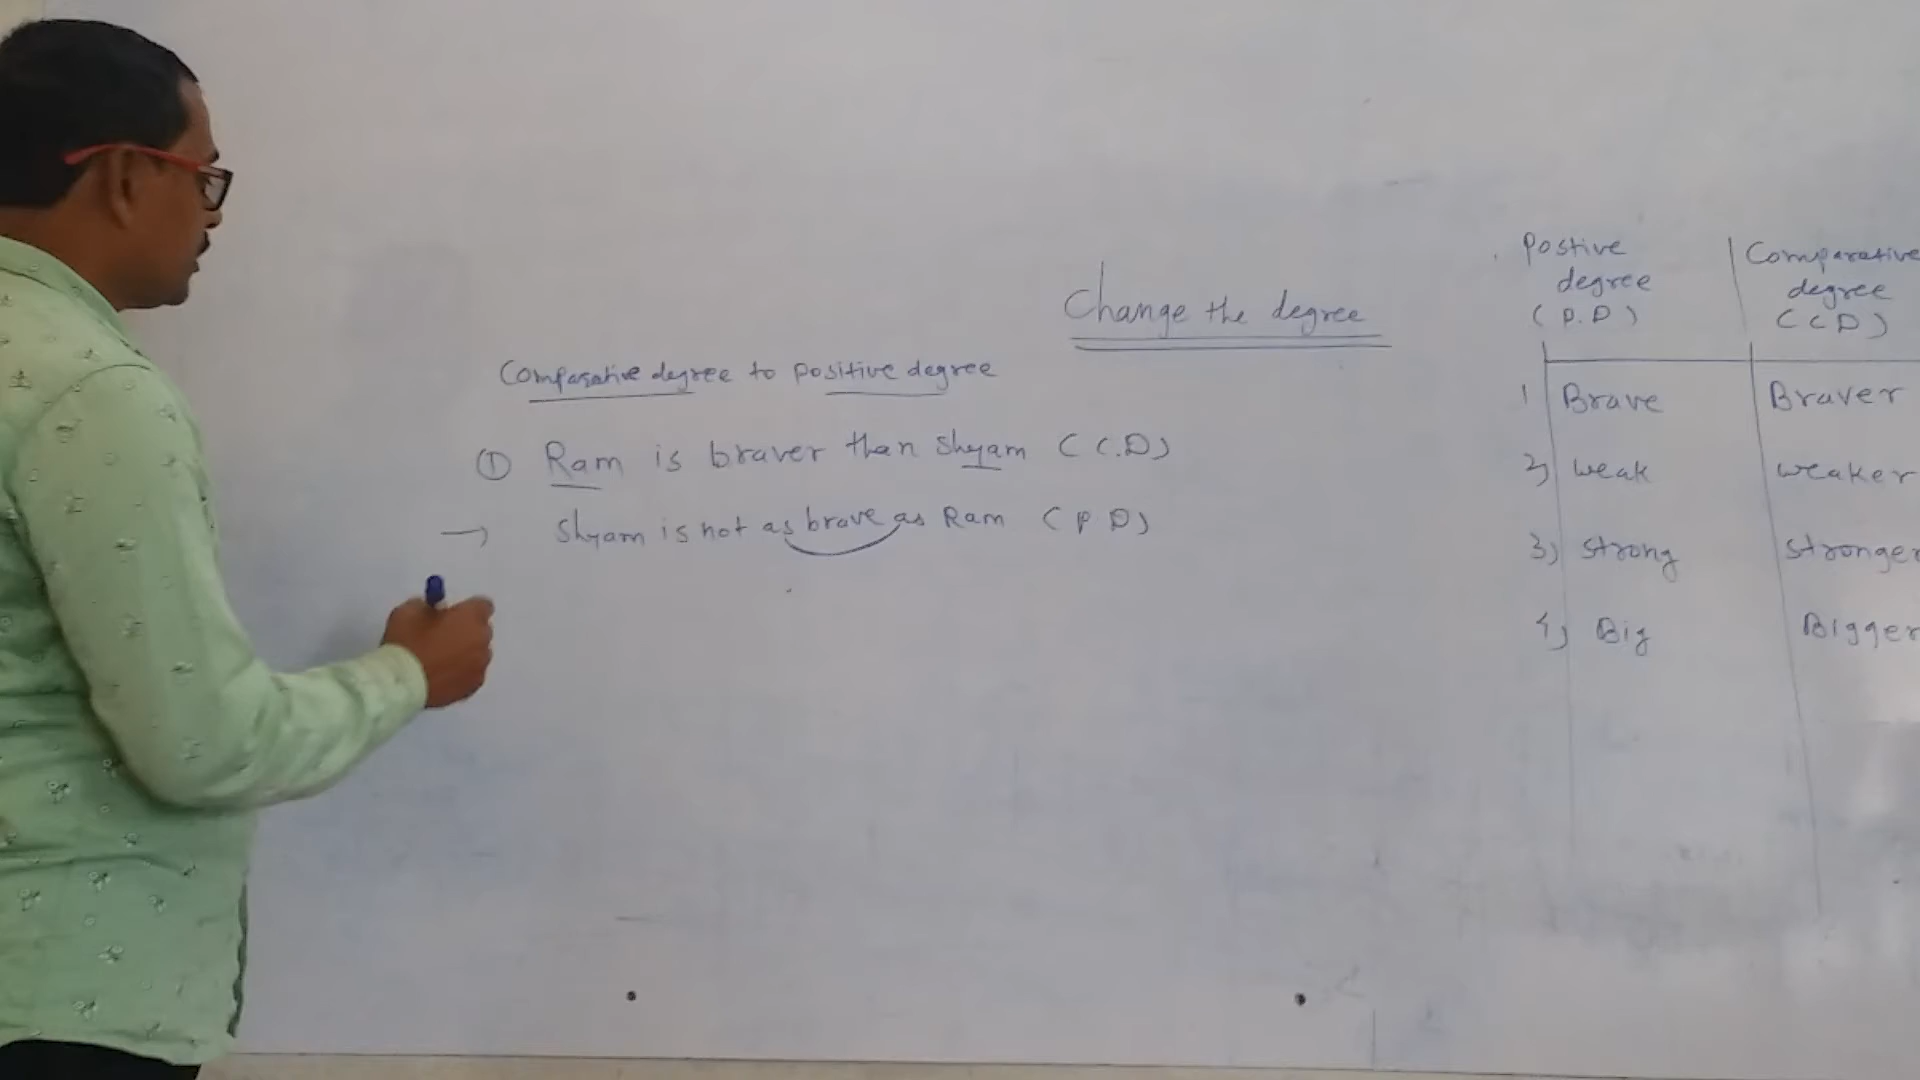 Change the degree
Comparative degree to positive degree
① Ram is braver than Shyam (C.D)
→ Shyam is not as brave as Ram (P D)
Postive degree (P.D) | Comparative degree (CD)
1 Brave | Braver
2) weak | weaker
3) strong | stronger
4) Big | Bigger